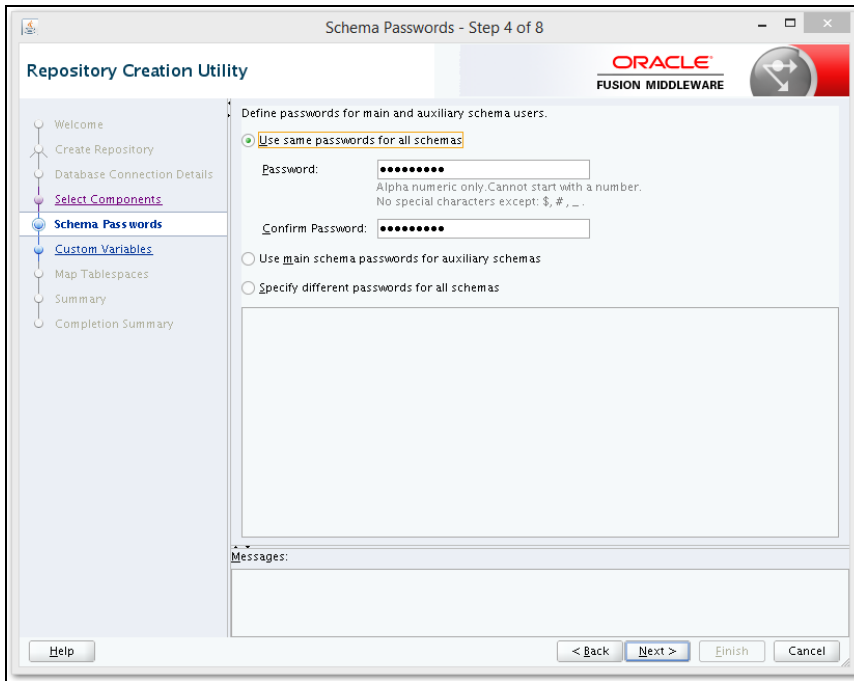 Schema Passwords - Step 4 of 8
Repository Creation Utility
ORACLE
FUSION MIDDLEWARE
Welcome
Create Repository
Database Connection Details
Select Components
Schema Passwords
Custom Variables
Map Tablespaces
Summary
Completion Summary
Define passwords for main and auxiliary schema users.
Use same passwords for all schemas
Password: •••••••••
Alpha numeric only.Cannot start with a number.
No special characters except: $, #, _ .
Confirm Password: •••••••••
Use main schema passwords for auxiliary schemas
Specify different passwords for all schemas
Messages:
Help
< Back
Next >
Finish
Cancel